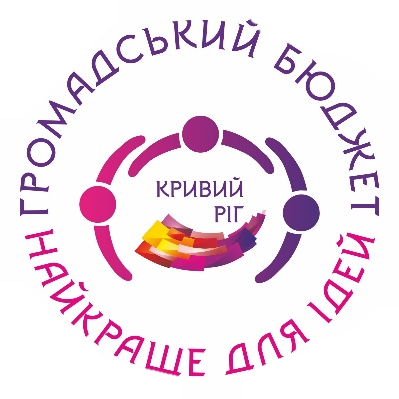 ГРОМАДСЬКИЙ БЮДЖЕТ
КРИВИЙ
РІГ
НАЙКРАЩЕ ДЛЯ ІДЕЙ